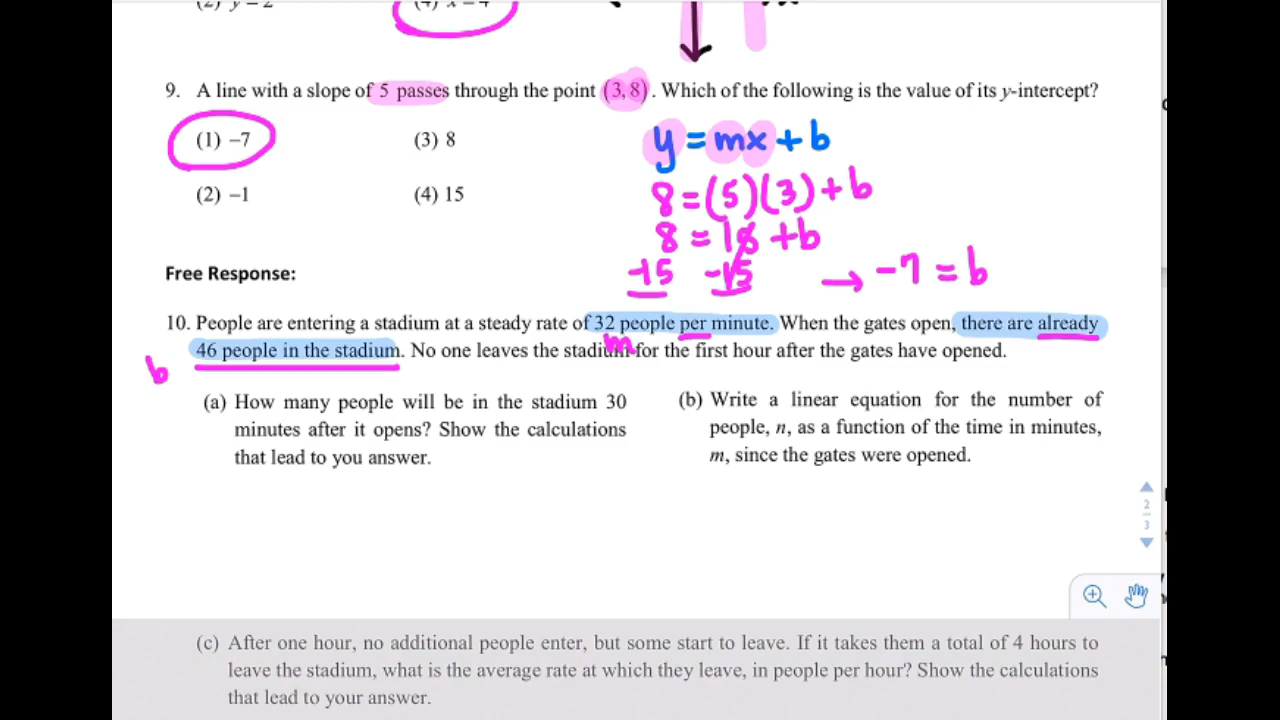 (2) y = 2 (4) x = 4
9. A line with a slope of 5 passes through the point (3, 8). Which of the following is the value of its y-intercept?
(1) –7 (3) 8
(2) –1 (4) 15
y = mx + b
8 = (5)(3) + b
8 = 15 + b
-15 -15 → -7 = b
Free Response:
10. People are entering a stadium at a steady rate of 32 people per minute. When the gates open, there are already
46 people in the stadium. No one leaves the stadium for the first hour after the gates have opened.
m
b
(a) How many people will be in the stadium 30
minutes after it opens? Show the calculations
that lead to you answer.
(b) Write a linear equation for the number of
people, n, as a function of the time in minutes,
m, since the gates were opened.
2
3
(c) After one hour, no additional people enter, but some start to leave. If it takes them a total of 4 hours to
leave the stadium, what is the average rate at which they leave, in people per hour? Show the calculations
that lead to your answer.